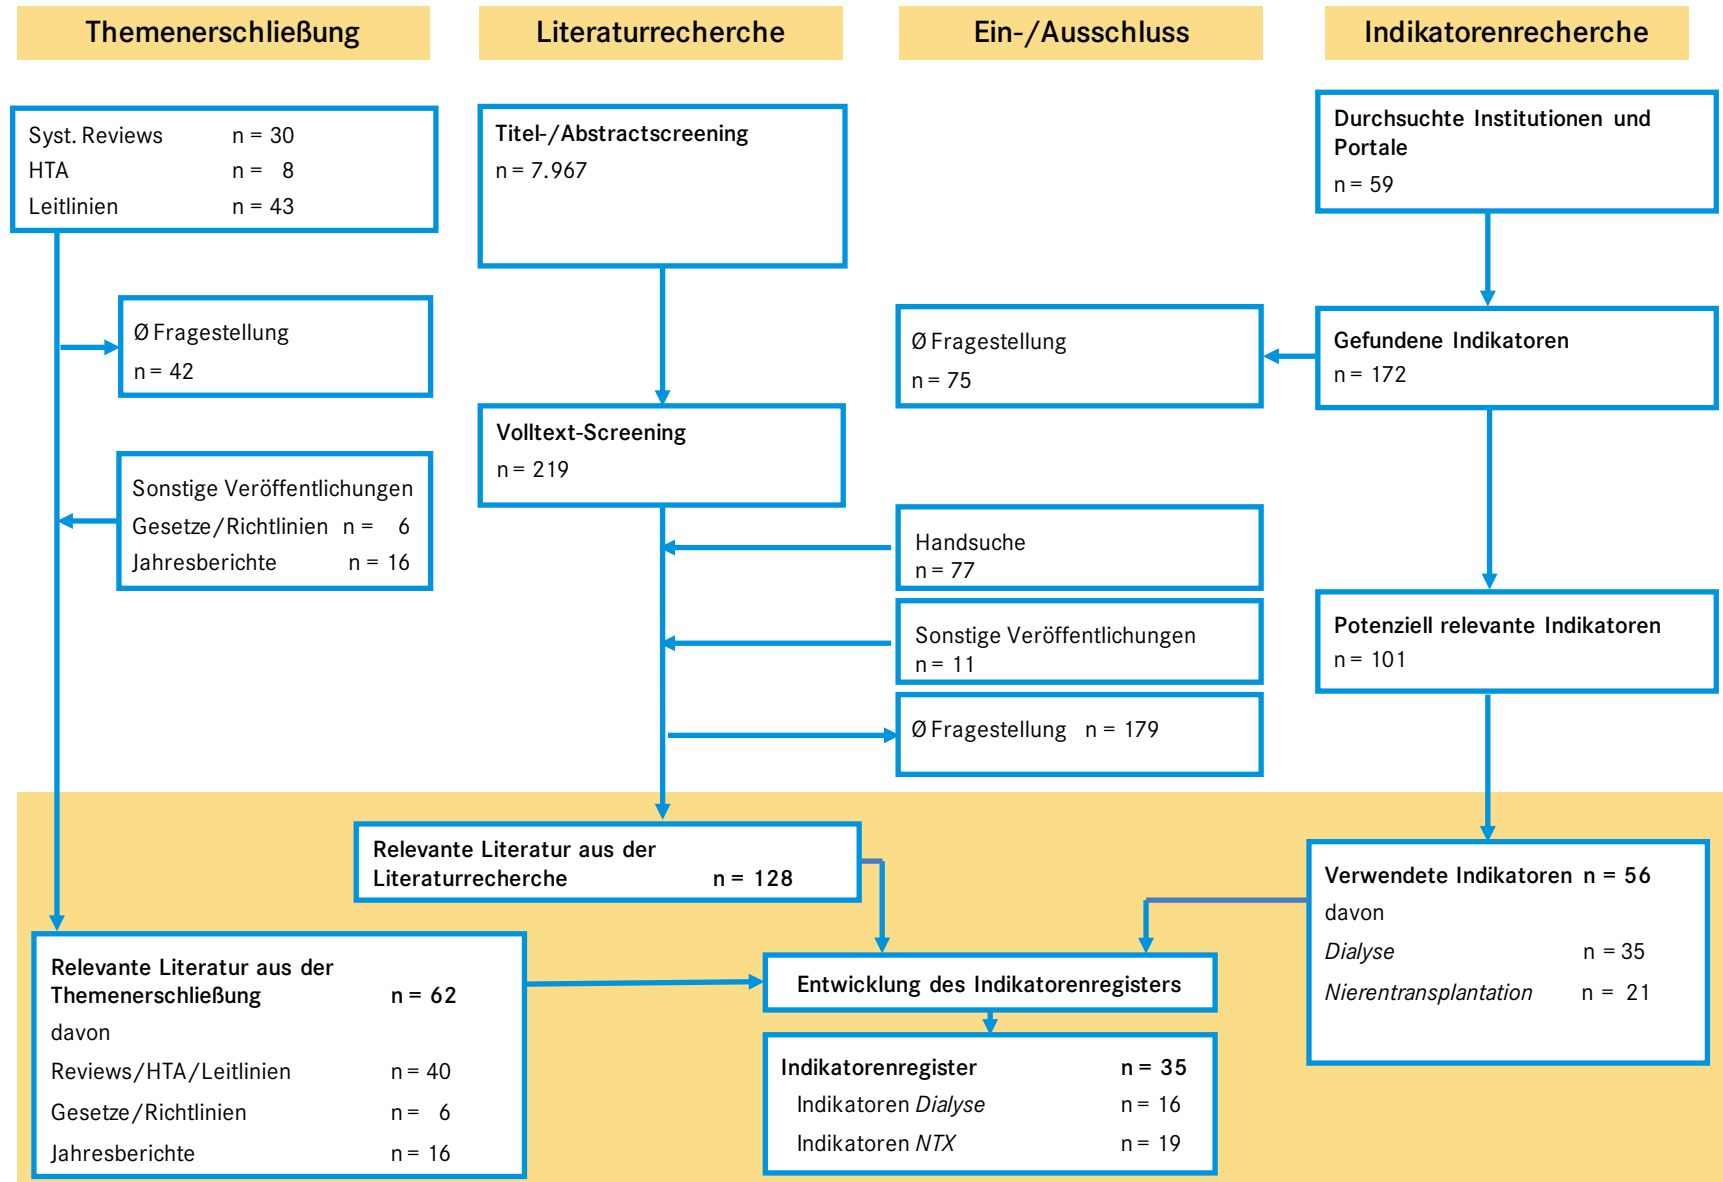 Themenerschließung
Literaturrecherche
Ein-/Ausschluss
Indikatorenrecherche
Syst. Reviews n = 30
HTA n = 8
Leitlinien n = 43
Ø Fragestellung
n = 42
Sonstige Veröffentlichungen
Gesetze/Richtlinien n = 6
Jahresberichte n = 16
Titel-/Abstractscreening
n = 7.967
Volltext-Screening
n = 219
Ø Fragestellung
n = 75
Handsuche
n = 77
Sonstige Veröffentlichungen
n = 11
Ø Fragestellung n = 179
Durchsuchte Institutionen und
Portale
n = 59
Gefundene Indikatoren
n = 172
Potenziell relevante Indikatoren
n = 101
Relevante Literatur aus der
Literaturrecherche n = 128
Verwendete Indikatoren n = 56
davon
Dialyse n = 35
Nierentransplantation n = 21
Relevante Literatur aus der
Themenerschließung n = 62
davon
Reviews/HTA/Leitlinien n = 40
Gesetze/Richtlinien n = 6
Jahresberichte n = 16
Entwicklung des Indikatorenregisters
Indikatorenregister n = 35
Indikatoren Dialyse n = 16
Indikatoren NTX n = 19